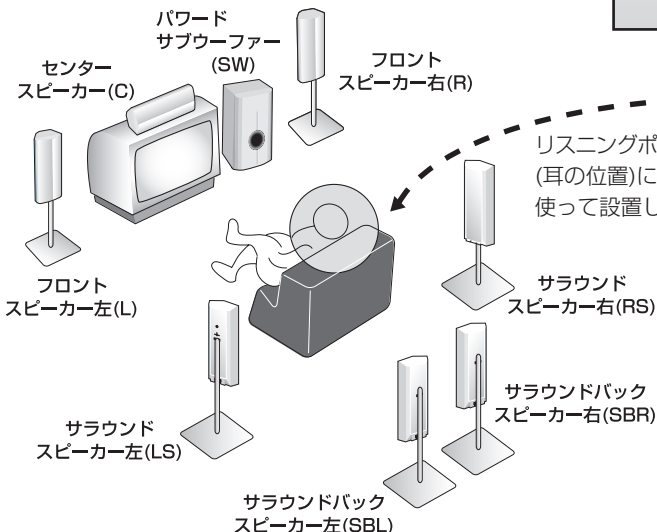 パワード
サブウーファー
(SW)
フロント
スピーカー右(R)
センター
スピーカー(C)
リスニングポ
(耳の位置)に
使って設置し
フロント
スピーカー左(L)
サラウンド
スピーカー右(RS)
サラウンドバック
スピーカー右(SBR)
サラウンド
スピーカー左(LS)
サラウンドバック
スピーカー左(SBL)